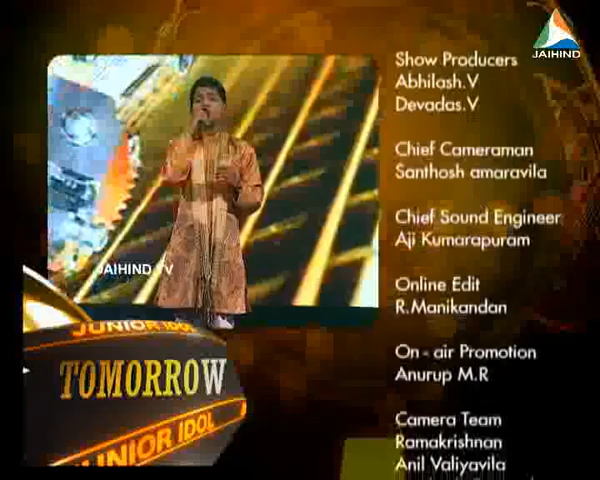 JAIHIND
Show Producers
Abhilash.V
Devadas.V
Chief Cameraman
Santhosh amaravila
Chief Sound Engineer
Aji Kumarapuram
Online Edit
R.Manikandan
On - air Promotion
Anurup M.R
Camera Team
Ramakrishnan
Anil Valiyavila
JAIHIND TV
JUNIOR IDOL
TOMORROW
JUNIOR IDOL